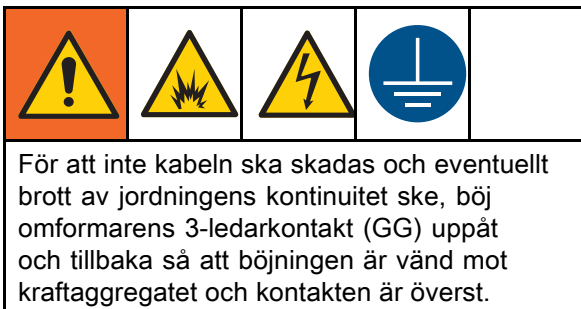 För att inte kabeln ska skadas och eventuellt
brott av jordningens kontinuitet ske, böj
omformarens 3-ledarkontakt (GG) uppåt
och tillbaka så att böjningen är vänd mot
kraftaggregatet och kontakten är överst.